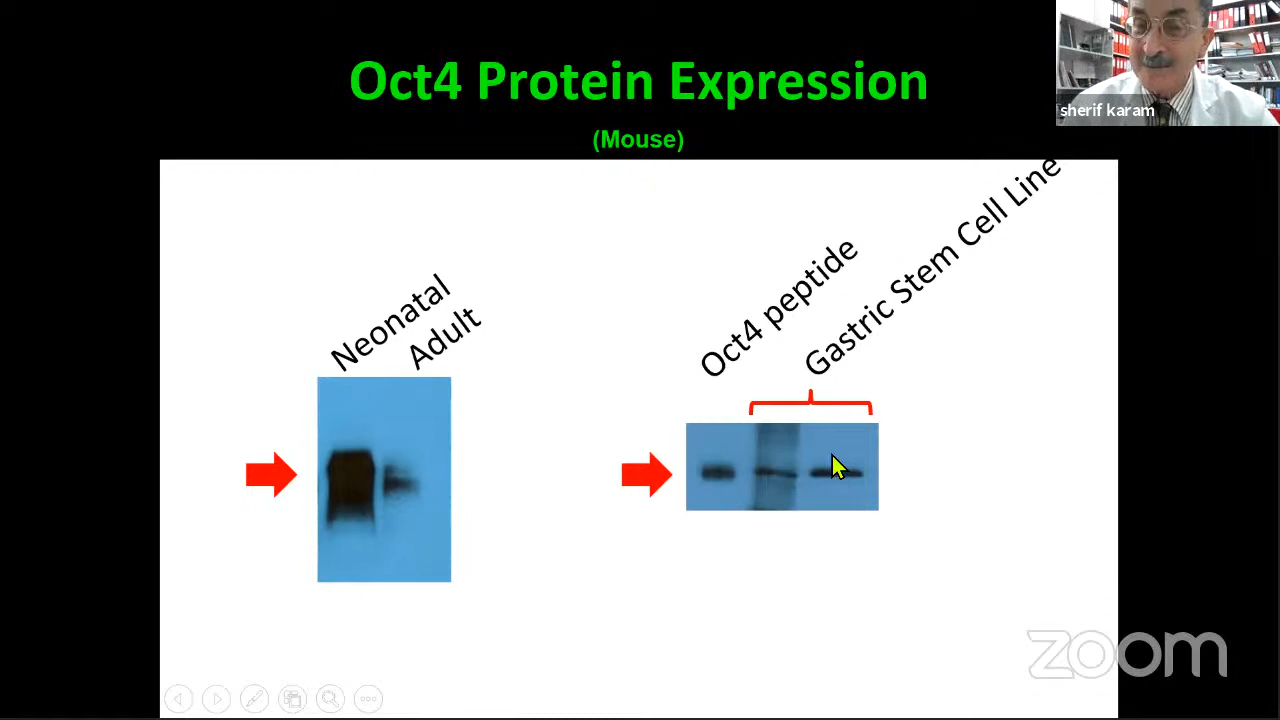 Oct4 Protein Expression
(Mouse)
sherif karam
Neonatal
Adult
Oct4 peptide
Gastric Stem Cell Line
zoom